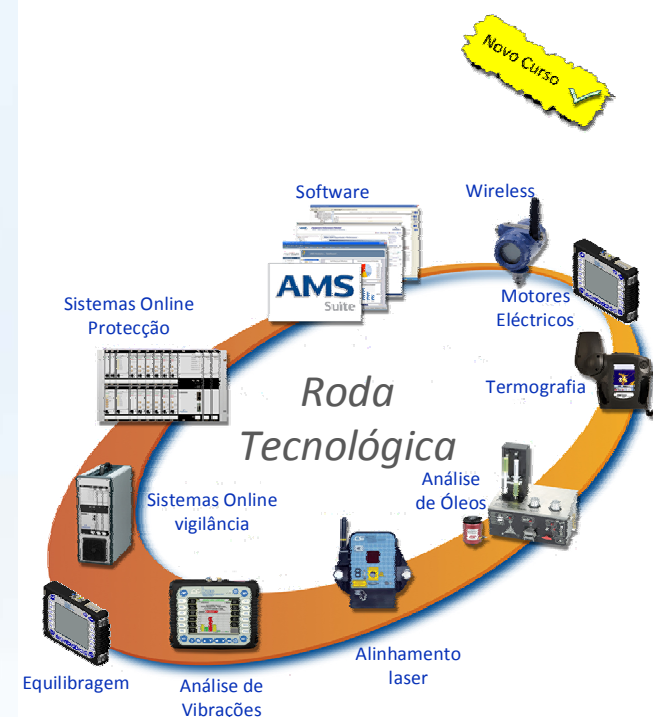 Novo Curso
Software
Wireless
AMS
Suite
Motores
Eléctricos
Sistemas Online
Protecção
Termografia
Roda
Tecnológica
Análise
de Óleos
Sistemas Online
vigilância
Alinhamento
laser
Equilibragem
Análise de
Vibrações